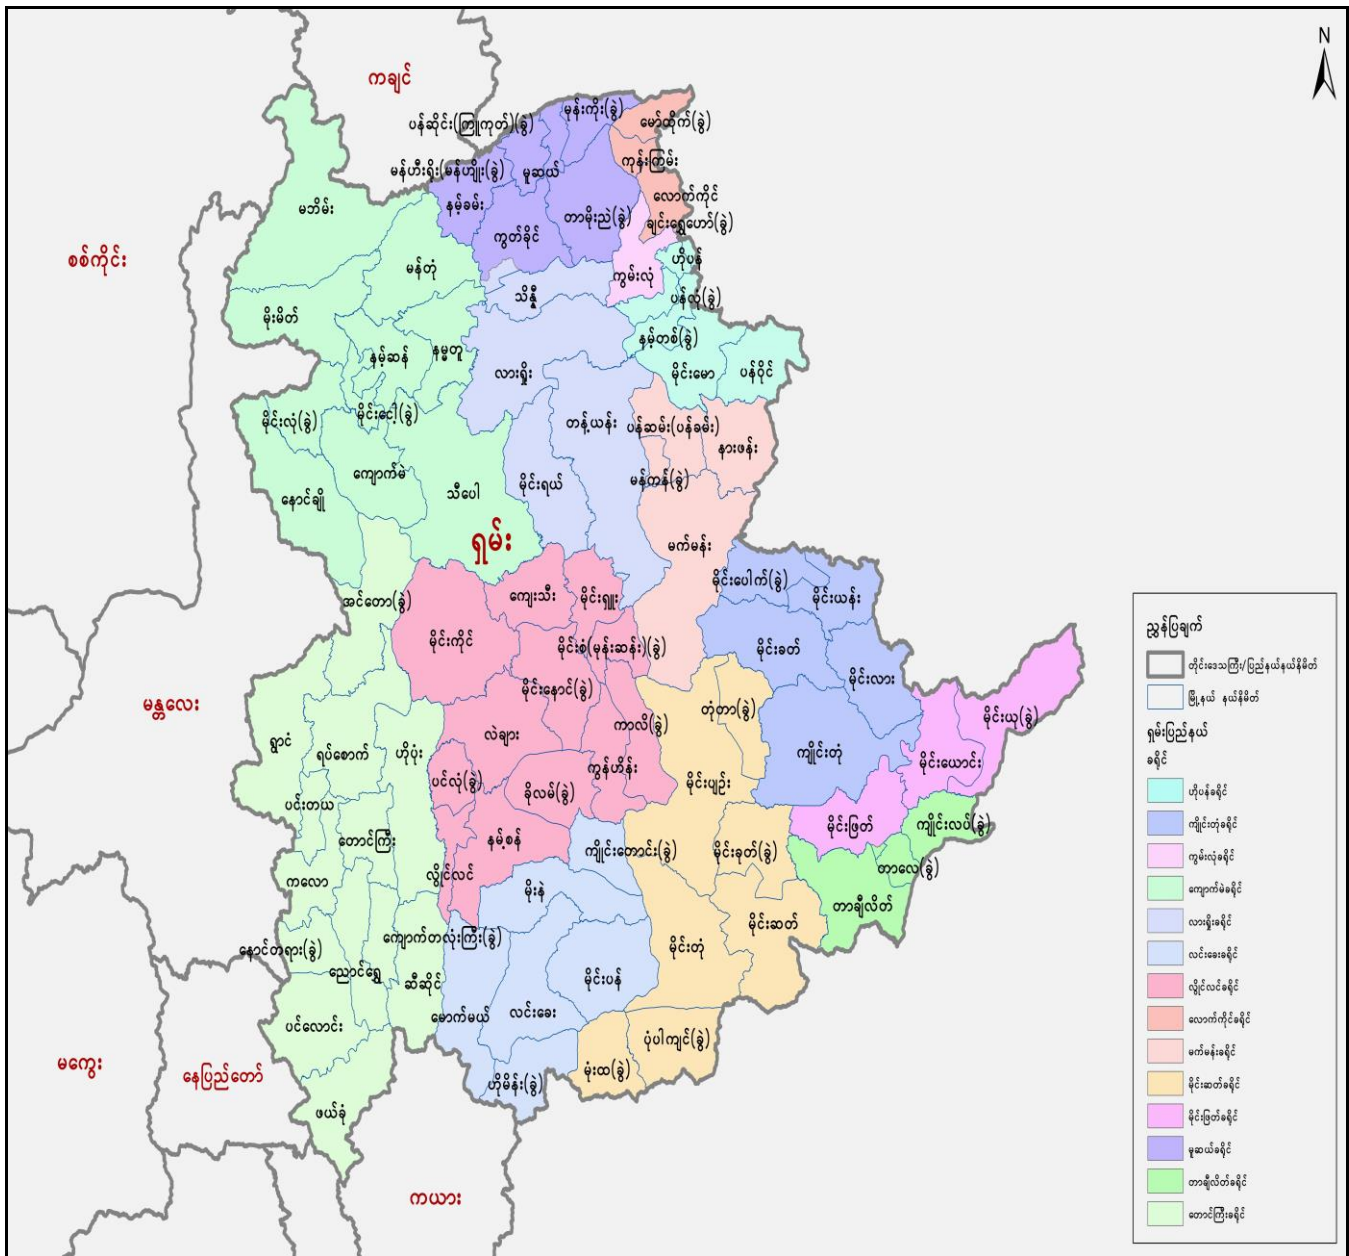 N
ကချင်
မုန်းကိုး(ခွဲ)
ပန်ဆိုင်း(ကြူကုတ်)(ခွဲ)
မော်ထိုက်(ခွဲ)
မန်ဟီးရိုး(မန်ဟျိုး)(ခွဲ)
မူဆယ်
ကုန်းကြမ်း
နမ့်ခမ်း
လောက်ကိုင်
မဘိမ်း
တာမိုးညဲ(ခွဲ)
ချင်းရွှေဟော်(ခွဲ)
ကွတ်ခိုင်
စစ်ကိုင်း
ဟိုပန်
မန်တုံ
ကွမ်းလုံ
သိန္နီ
ပန်လုံ(ခွဲ)
မိုးမိတ်
နမ့်တစ်(ခွဲ)
နမ့်ဆန်
နမ္မတူ
လားရှိုး
မိုင်းမော
ပန်ဝိုင်
မိုင်းလုံ(ခွဲ)
မိုင်းငေါ့(ခွဲ)
တန့်ယန်း
ပန်ဆမ်း(ပန်ခမ်း)
နားဖန်း
ကျောက်မဲ
မိုင်းရယ်
မန်ကန်(ခွဲ)
နောင်ချို
သီပေါ
ရှမ်း
မက်မန်း
မိုင်းပေါက်(ခွဲ)
အင်တော(ခွဲ)
ကျေးသီး
မိုင်းရှူး
မိုင်းယန်း
မိုင်းကိုင်
မိုင်းစံ(မုန်းဆန်း)(ခွဲ)
မိုင်းခတ်
မိုင်းလား
မိုင်းနောင်(ခွဲ)
မန္တလေး
တုံတာ(ခွဲ)
မိုင်းယု(ခွဲ)
ကာလိ(ခွဲ)
လဲချား
ရွာငံ
ရပ်စောက်
ဟိုပုံး
ကျိုင်းတုံ
မိုင်းယောင်း
ကွန်ဟိန်း
ပင်လုံ(ခွဲ)
မိုင်းပျဉ်း
ခိုလမ်(ခွဲ)
ပင်းတယ
မိုင်းဖြတ်
ကျိုင်းလပ်(ခွဲ)
တောင်ကြီး
နမ့်စန်
ကျိုင်းတောင်း(ခွဲ)
မိုင်းခုတ်(ခွဲ)
တာလေ(ခွဲ)
လွိုင်လင်
ကလော
မိုးနဲ
တာချီလိတ်
မိုင်းဆတ်
ကျောက်တလုံးကြီး(ခွဲ)
နောင်တရား(ခွဲ)
မိုင်းတုံ
ညောင်ရွှေ
ဆီဆိုင်
မိုင်းပန်
မောက်မယ်
လင်းခေး
ပင်လောင်း
ပုံပါကျင်(ခွဲ)
မကွေး
နေပြည်တော်
မုံးထ(ခွဲ)
ဟိုမိန်း(ခွဲ)
ဖယ်ခုံ
ကယား
ညွှန်ပြချက်
တိုင်းဒေသကြီး/ပြည်နယ်နယ်နိမိတ်
မြို့နယ် နယ်နိမိတ်
ရှမ်းပြည်နယ်
ခရိုင်
ဟိုပန်ခရိုင်
ကျိုင်းတုံခရိုင်
ကွမ်းလုံခရိုင်
ကျောက်မဲခရိုင်
လားရှိုးခရိုင်
လင်းခေးခရိုင်
လွိုင်လင်ခရိုင်
လောက်ကိုင်ခရိုင်
မက်မန်းခရိုင်
မိုင်းဆတ်ခရိုင်
မိုင်းဖြတ်ခရိုင်
မူဆယ်ခရိုင်
တာချီလိတ်ခရိုင်
တောင်ကြီးခရိုင်